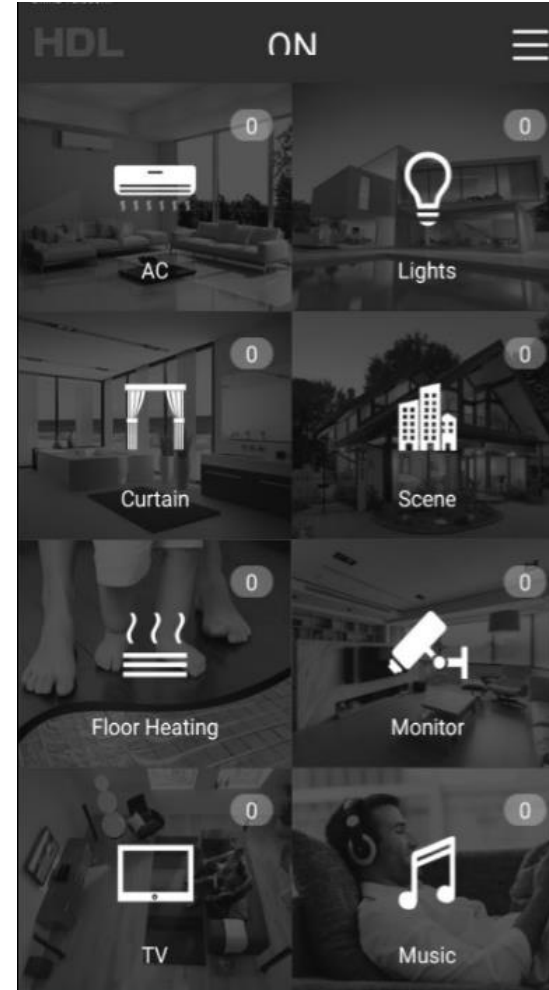 HDL
ON
0
0
AC
Lights
0
0
Curtain
Scene
0
0
Floor Heating
Monitor
0
0
TV
Music